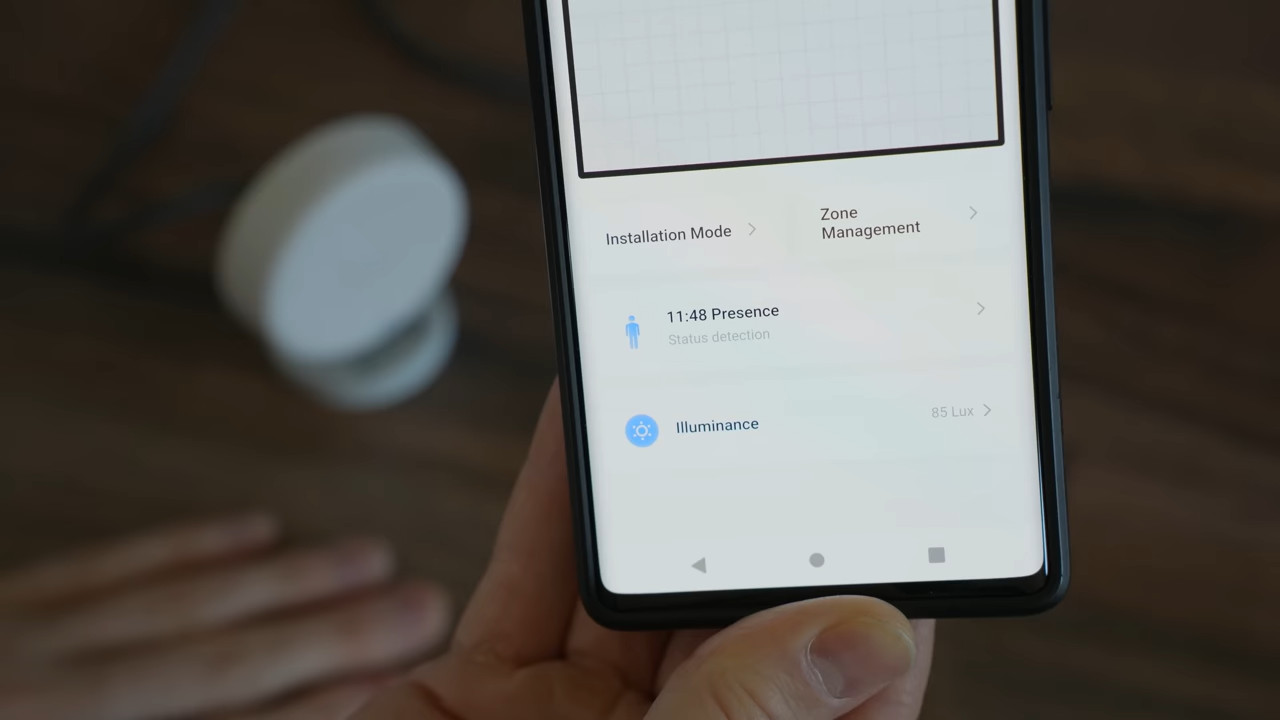 Installation Mode
Zone
Management
11:48 Presence
Status detection
Illuminance
85 Lux